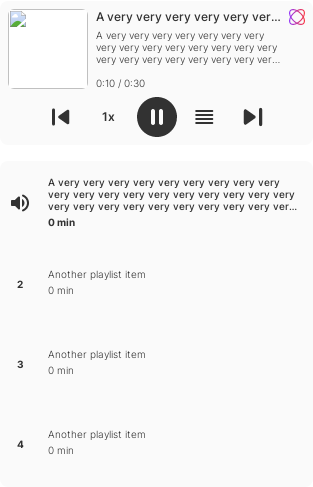 A very very very very very ver...
A very very very very very very
very very very very very very very
very very very very very very ver...
0:10 / 0:30
1x
A very very very very very very very very
very very very very very very very very very
very very very very very very very very ver...
0 min
2
Another playlist item
0 min
3
Another playlist item
0 min
4
Another playlist item
0 min